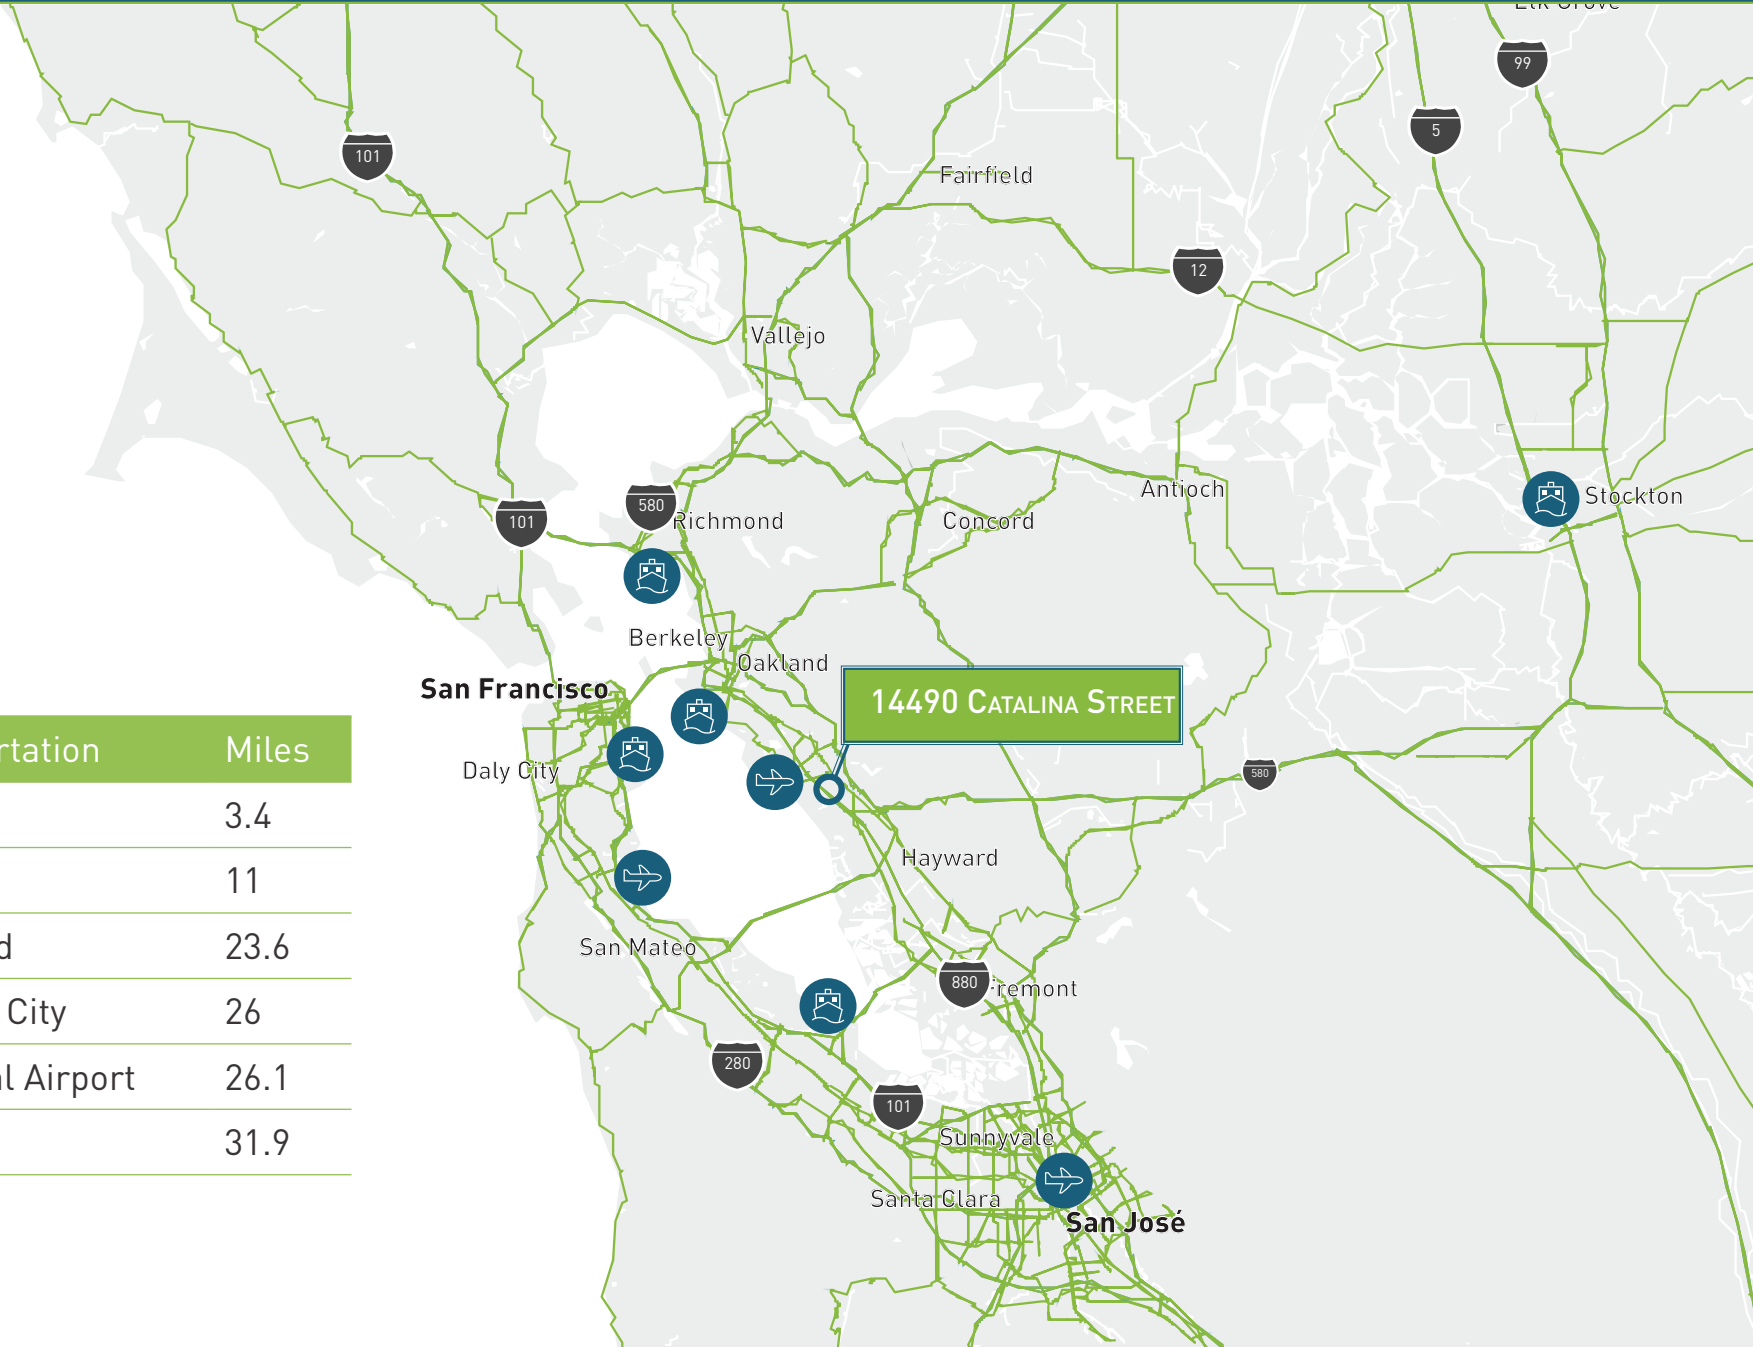 99
5
101
Fairfield
12
Vallejo
Antioch
Stockton
580
Richmond
Concord
101
Berkeley
Oakland
San Francisco
14490 Catalina Street
Daly City
580
Hayward
San Mateo
880
280
101
Sunnyvale
Santa Clara
San José
Miles
3.4
11
23.6
City 26
Airport 26.1
31.9